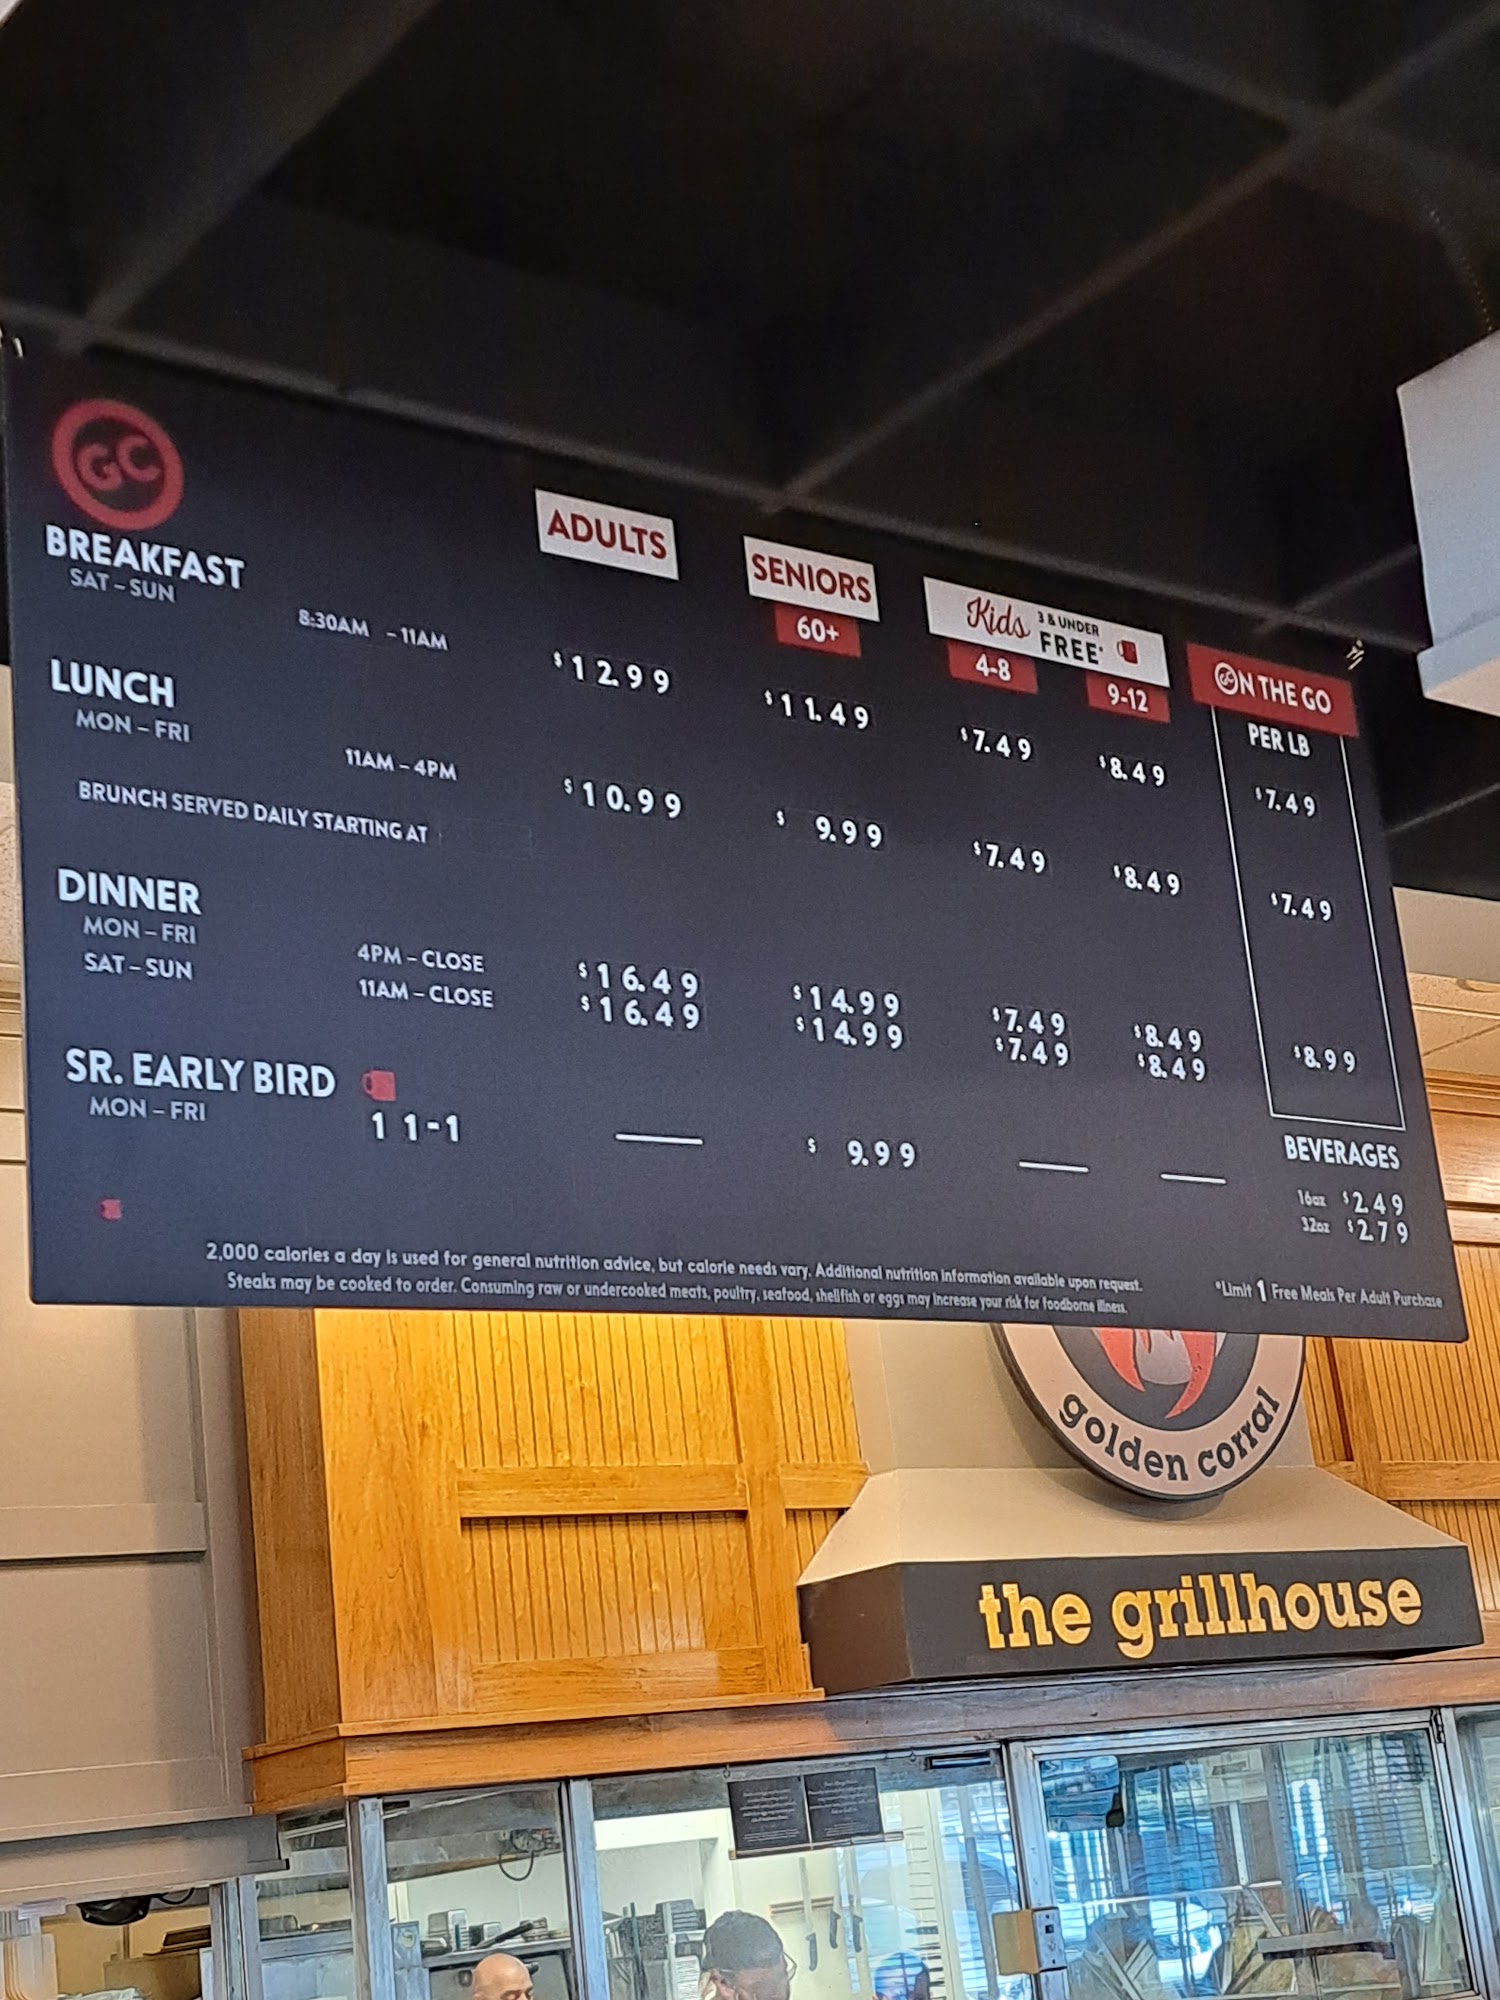 GC
ADULTS
SENIORS
60+
Kids 3 & UNDER FREE*
4-8
9-12
GC ON THE GO
PER LB
BREAKFAST
SAT – SUN
8:30AM – 11AM $12.99 $11.49 $7.49 $8.49 $7.49
LUNCH
MON – FRI
11AM – 4PM $10.99 $ 9.99 $7.49 $8.49 $7.49
BRUNCH SERVED DAILY STARTING AT
DINNER
MON – FRI 4PM – CLOSE $16.49 $14.99 $7.49 $8.49
SAT – SUN 11AM – CLOSE $16.49 $14.99 $7.49 $8.49 $8.99
SR. EARLY BIRD
MON – FRI 11-1 $ 9.99
BEVERAGES
16oz $2.49
32oz $2.79
2,000 calories a day is used for general nutrition advice, but calorie needs vary. Additional nutrition information available upon request.
Steaks may be cooked to order. Consuming raw or undercooked meats, poultry, seafood, shellfish or eggs may increase your risk for foodborne illness.
*Limit 1 Free Meals Per Adult Purchase
golden corral
the grillhouse